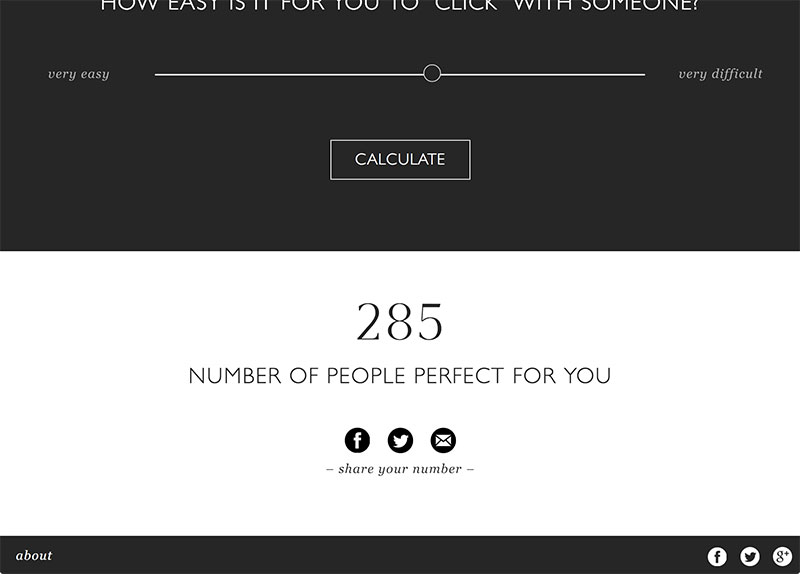 HOW EASY IS IT FOR YOU TO "CLICK" WITH SOMEONE?
very easy
very difficult
CALCULATE
285
NUMBER OF PEOPLE PERFECT FOR YOU
f
– share your number –
about
f
g+